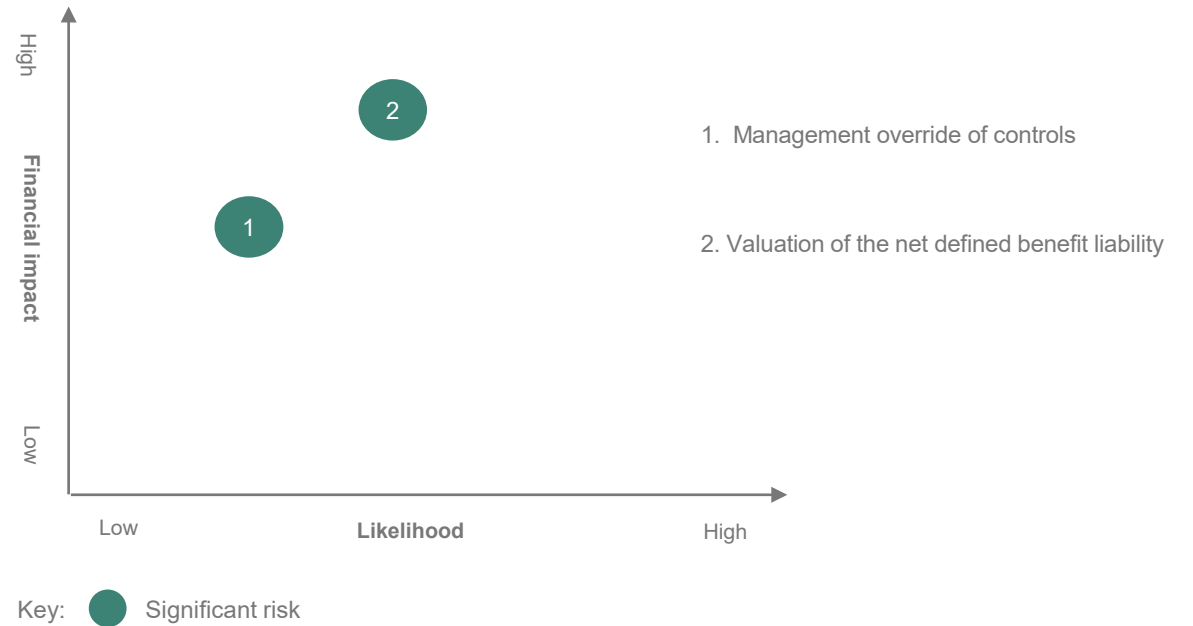 High
2
1. Management override of controls
Financial impact
1
2. Valuation of the net defined benefit liability
Low
Low
Likelihood
High
Key:
Significant risk